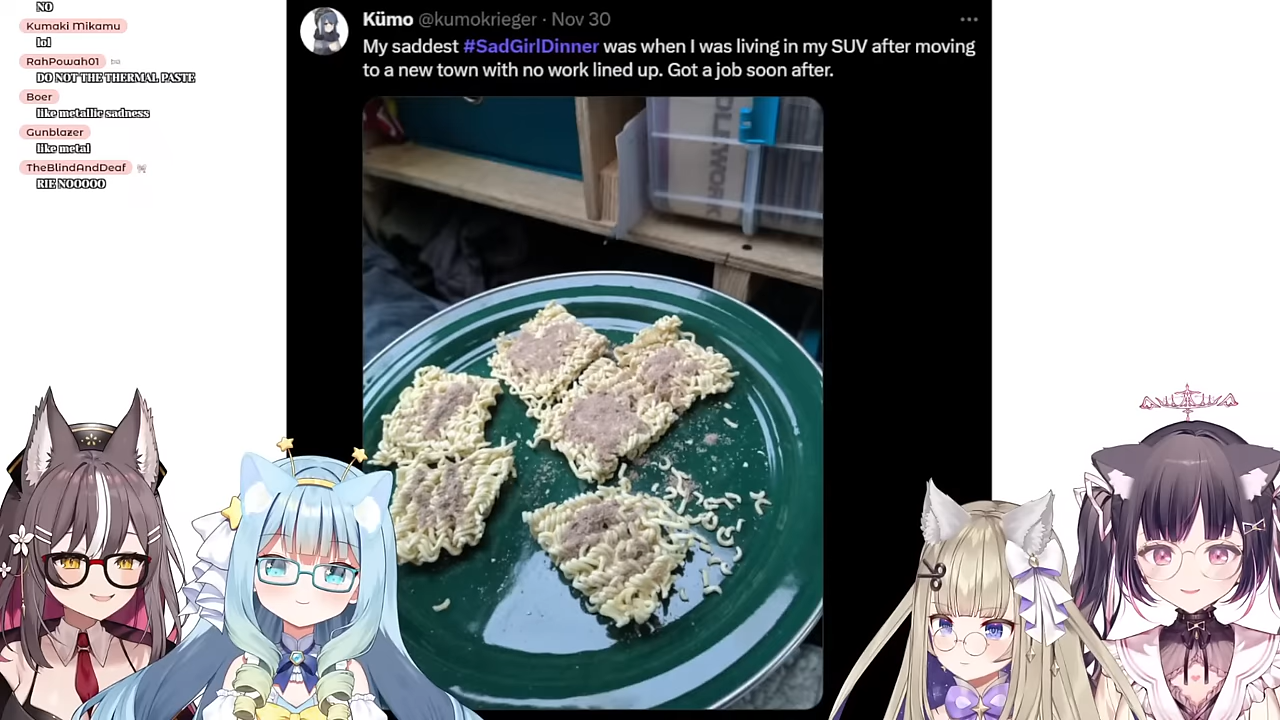 NO
Kumaki Mikamu
lol
RahPowah01
DO NOT THE THERMAL PASTE
Boer
like metallic sadness
Gunblazer
like metal
TheBlindAndDeaf
RIE NOOOOO
Kümo @kumokrieger · Nov 30
My saddest #SadGirlDinner was when I was living in my SUV after moving
to a new town with no work lined up. Got a job soon after.